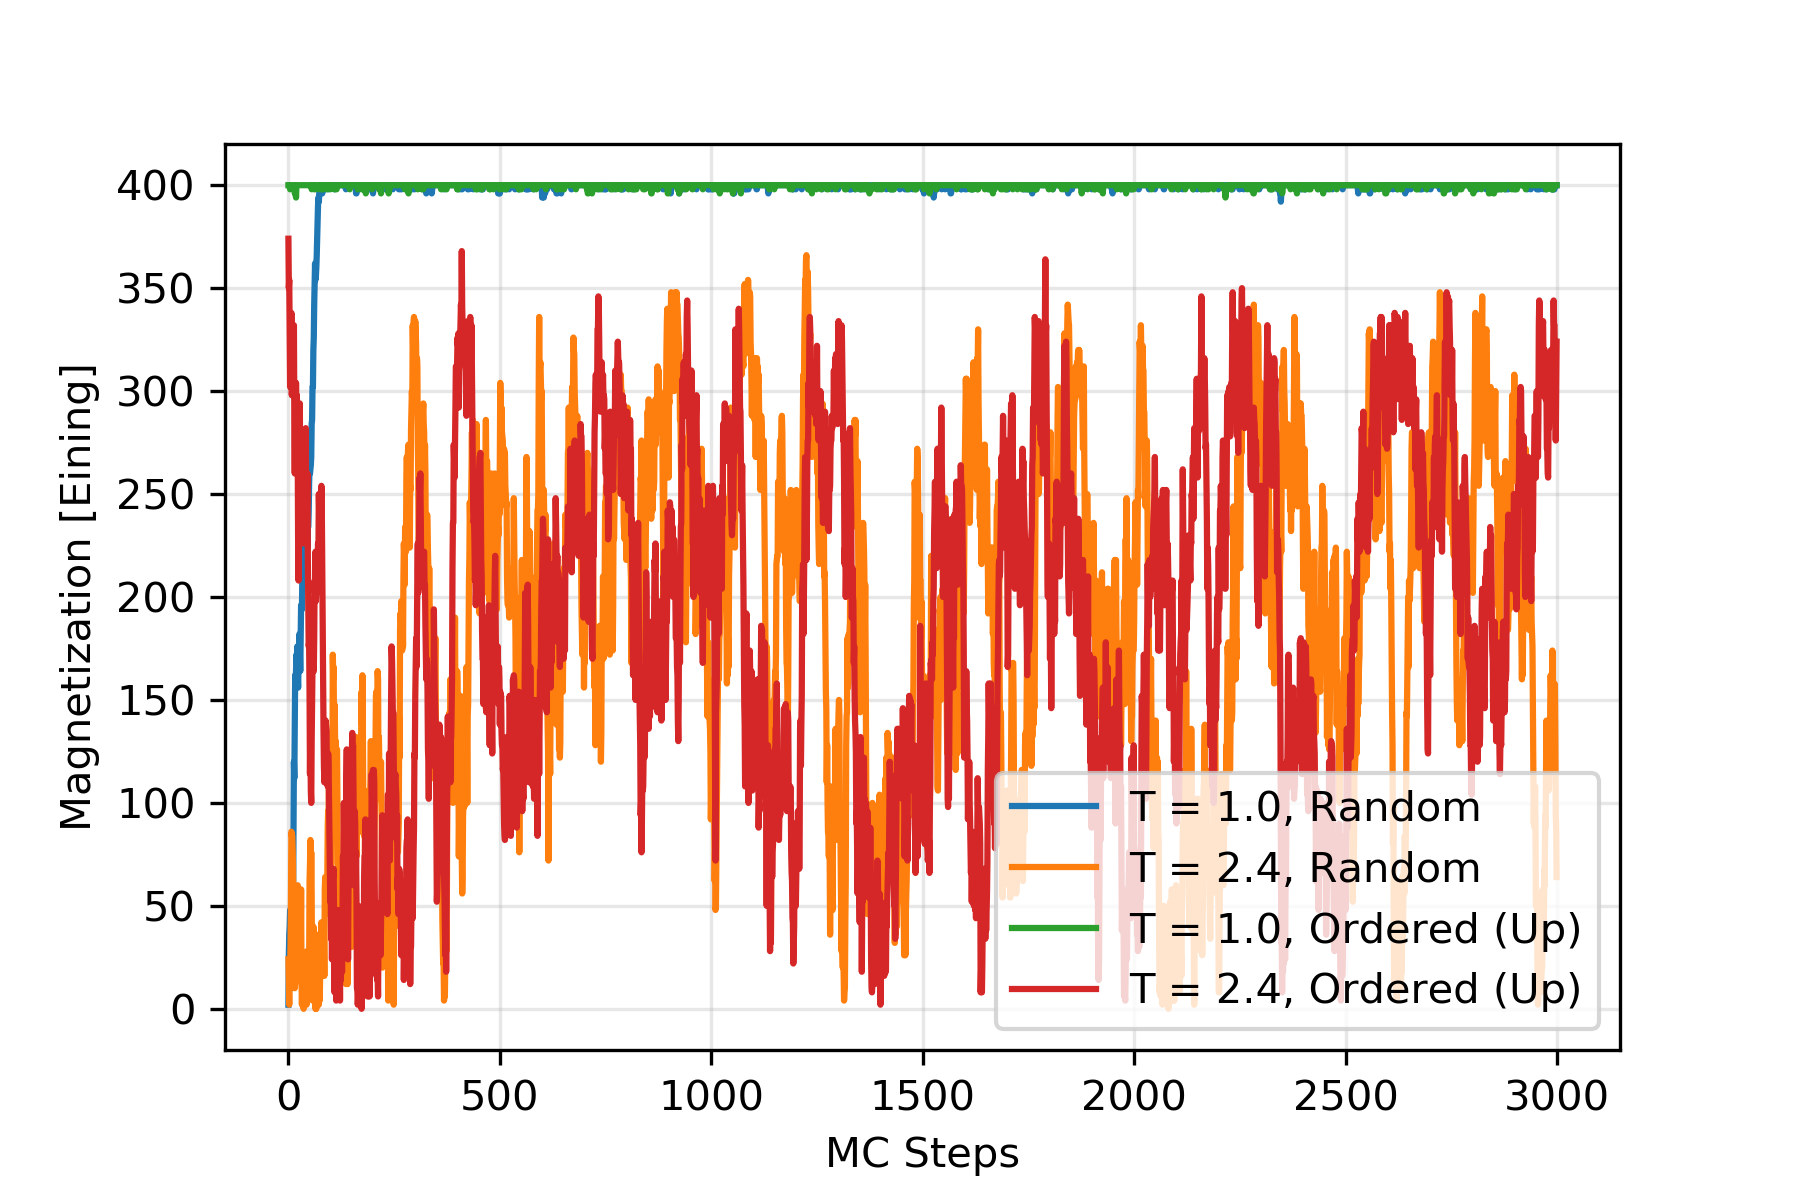 400
350
300
250
200
150
100
50
0
Magnetization [Eining]
T = 1.0, Random
T = 2.4, Random
T = 1.0, Ordered (Up)
T = 2.4, Ordered (Up)
0 500 1000 1500 2000 2500 3000
MC Steps